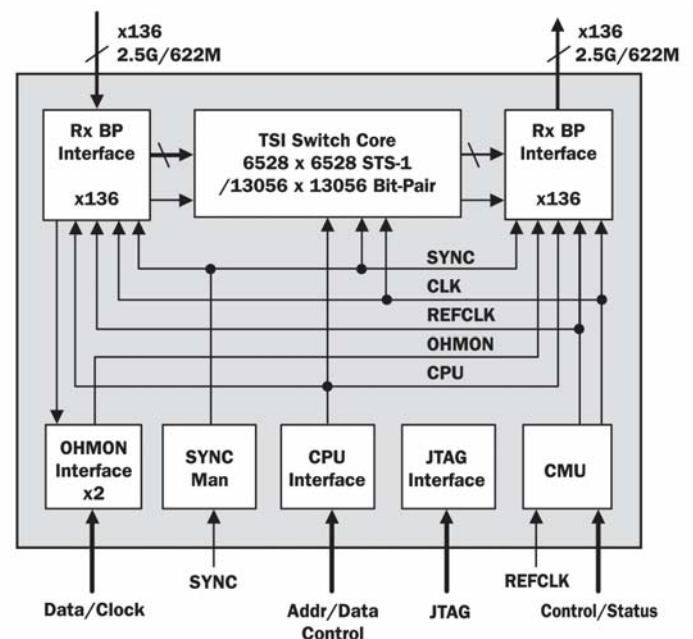 x136
2.5G/622M
x136
2.5G/622M
Rx BP
Interface
x136
TSI Switch Core
6528 x 6528 STS-1
/13056 x 13056 Bit-Pair
Rx BP
Interface
x136
SYNC
CLK
REFCLK
OHMON
CPU
OHMON
Interface
x2
SYNC
Man
CPU
Interface
JTAG
Interface
CMU
SYNC
REFCLK
Data/Clock
Addr/Data
Control
JTAG
Control/Status